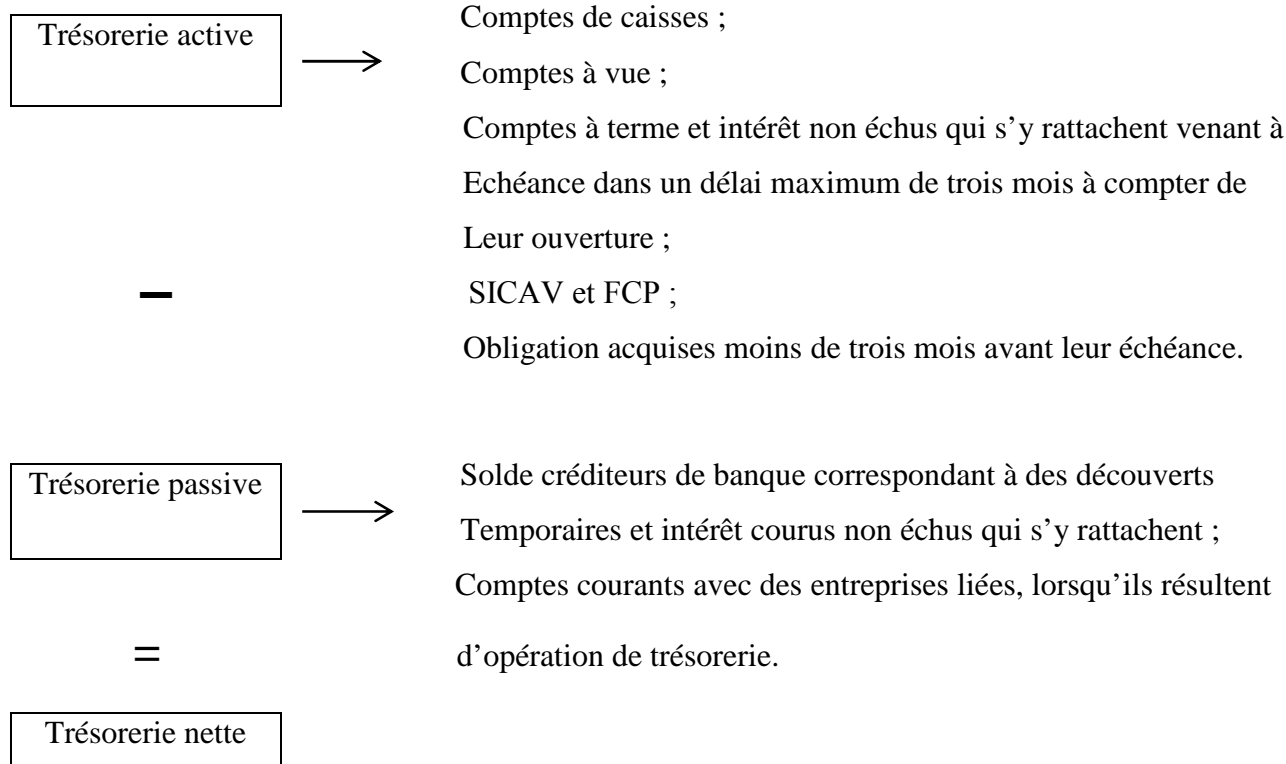 Trésorerie active
Comptes de caisses ;
Comptes à vue ;
Comptes à terme et intérêt non échus qui s’y rattachent venant à
Echéance dans un délai maximum de trois mois à compter de
Leur ouverture ;
–
SICAV et FCP ;
Obligation acquises moins de trois mois avant leur échéance.
Trésorerie passive
Solde créditeurs de banque correspondant à des découverts
Temporaires et intérêt courus non échus qui s’y rattachent ;
Comptes courants avec des entreprises liées, lorsqu’ils résultent
=
d’opération de trésorerie.
Trésorerie nette